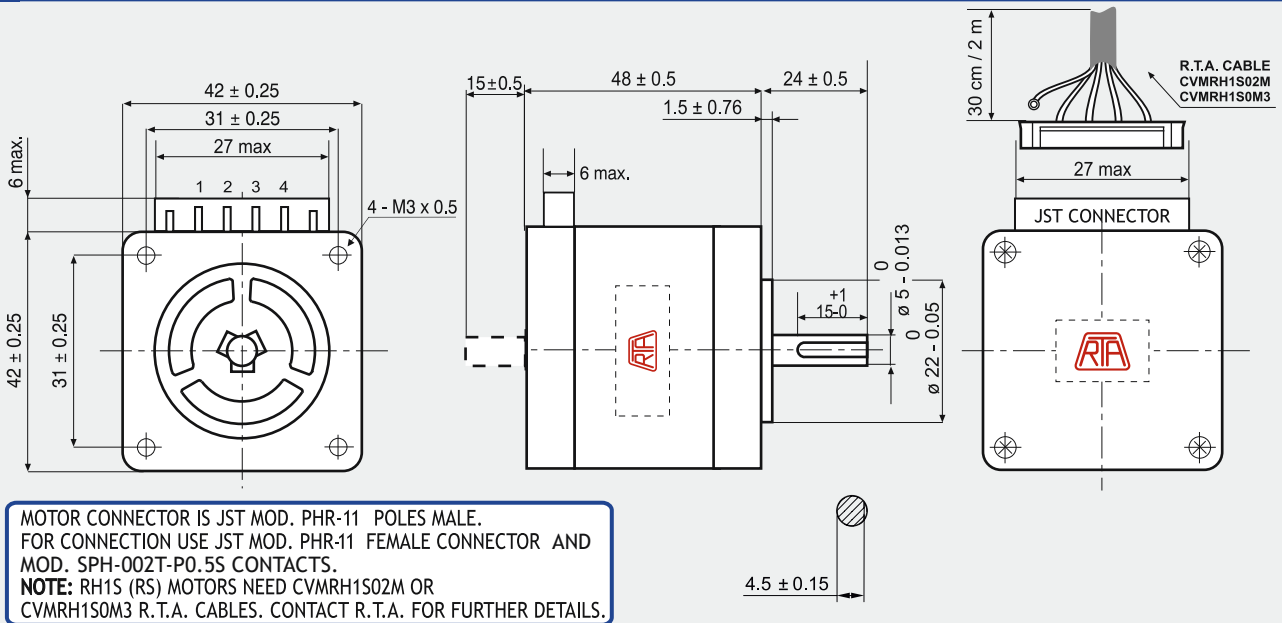 42 ± 0.25
31 ± 0.25
27 max
6 max.
1 2 3 4
4 - M3 x 0.5
42 ± 0.25
31 ± 0.25
15±0.5
48 ± 0.5
24 ± 0.5
1.5 ± 0.76
6 max.
+1
15-0
0
ø 5 - 0.013
0
ø 22 - 0.05
RTA
30 cm / 2 m
R.T.A. CABLE
CVMRH1S02M
CVMRH1S0M3
27 max
JST CONNECTOR
RTA
4.5 ± 0.15
MOTOR CONNECTOR IS JST MOD. PHR-11 POLES MALE.
FOR CONNECTION USE JST MOD. PHR-11 FEMALE CONNECTOR AND
MOD. SPH-002T-P0.5S CONTACTS.
NOTE: RH1S (RS) MOTORS NEED CVMRH1S02M OR
CVMRH1S0M3 R.T.A. CABLES. CONTACT R.T.A. FOR FURTHER DETAILS.